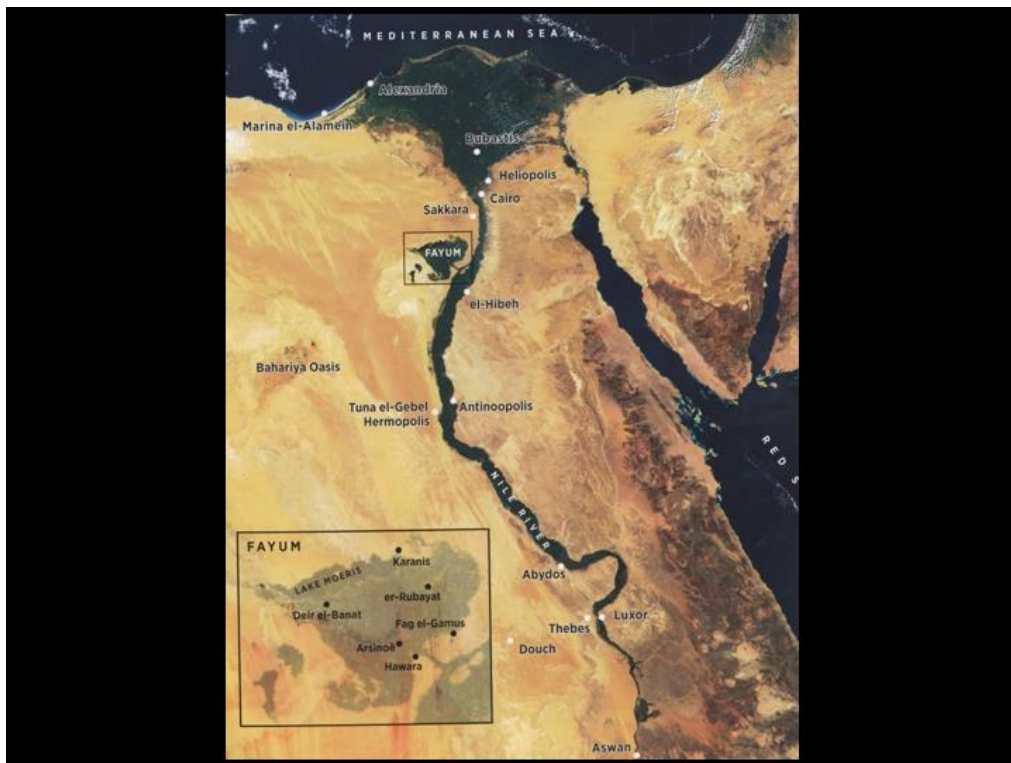 MEDITERRANEAN SEA
Alexandria
Marina el-Alamein
Bubastis
Heliopolis
Cairo
Sakkara
FAYUM
el-Hibeh
Bahariya Oasis
Tuna el-Gebel
Hermopolis
Antinoopolis
RED S
NILE RIVER
FAYUM
Karanis
LAKE MOERIS
er-Rubayat
Deir el-Banat
Fag el-Gamus
Arsinoë
Hawara
Abydos
Thebes
Luxor
Douch
Aswan